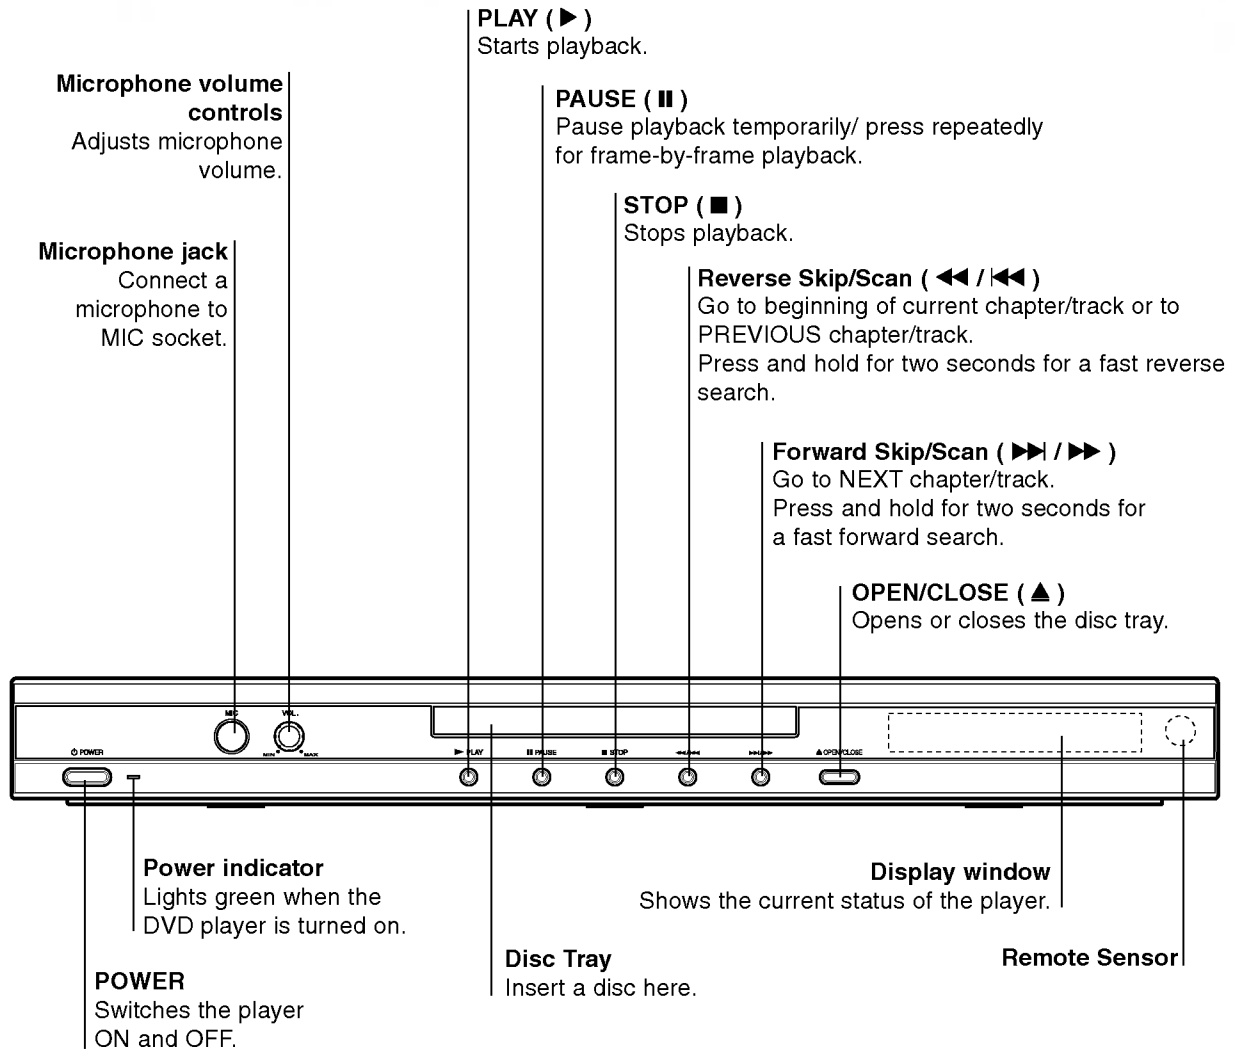 PLAY ( ▶ )
Starts playback.
Microphone volume
controls
Adjusts microphone
volume.
PAUSE ( ▮▮ )
Pause playback temporarily/ press repeatedly
for frame-by-frame playback.
STOP ( ■ )
Stops playback.
Microphone jack
Connect a
microphone to
MIC socket.
Reverse Skip/Scan ( ◀◀ / |◀◀ )
Go to beginning of current chapter/track or to
PREVIOUS chapter/track.
Press and hold for two seconds for a fast reverse
search.
Forward Skip/Scan ( ▶▶| / ▶▶ )
Go to NEXT chapter/track.
Press and hold for two seconds for
a fast forward search.
OPEN/CLOSE ( ▲ )
Opens or closes the disc tray.
MIC
VOL.
MIN
MAX
POWER
▶ PLAY
▮▮ PAUSE
■ STOP
◀◀/|◀◀
▶▶|/▶▶
▲ OPEN/CLOSE
Power indicator
Lights green when the
DVD player is turned on.
Display window
Shows the current status of the player.
Disc Tray
Insert a disc here.
Remote Sensor
POWER
Switches the player
ON and OFF.